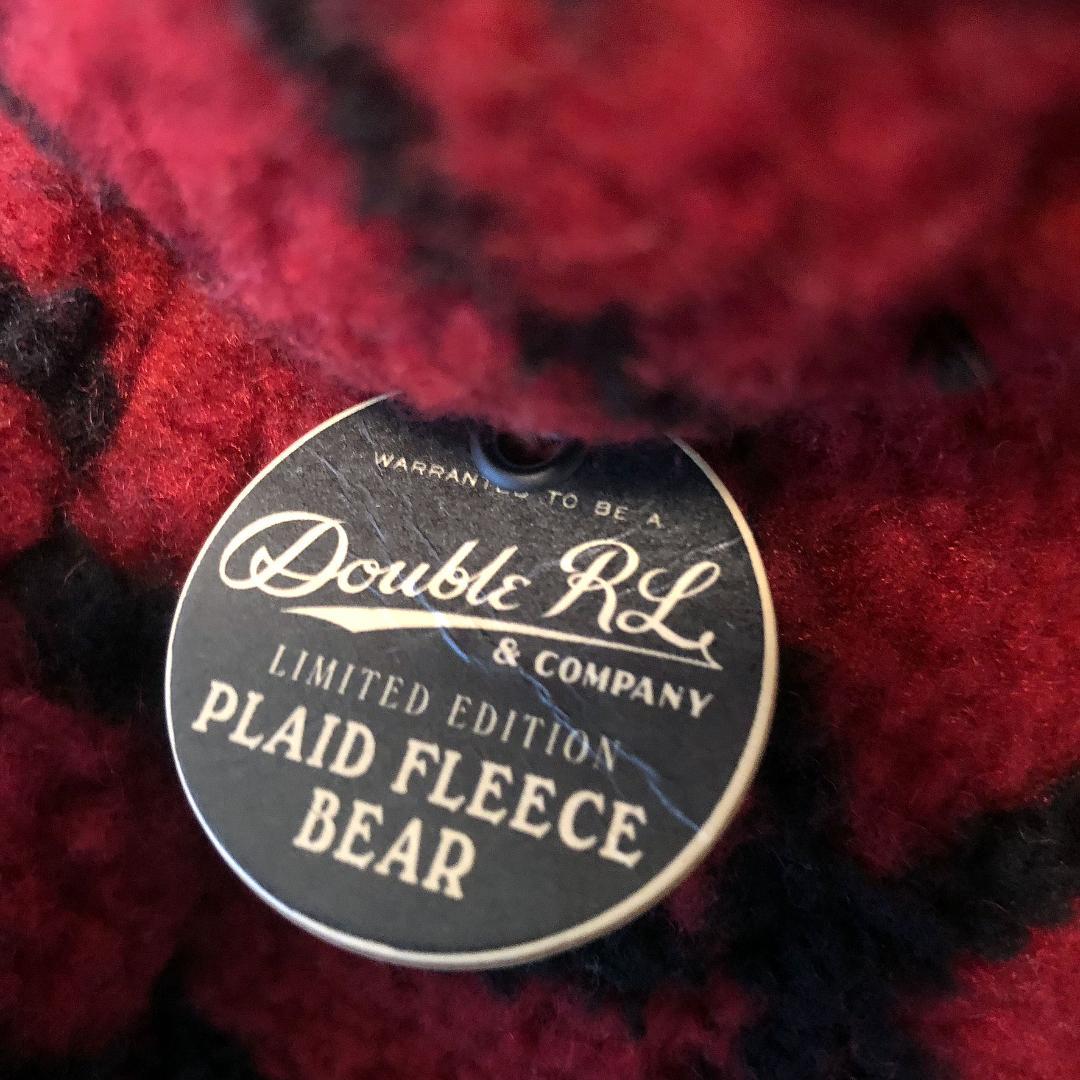 WARRANTED TO BE A
Double RL
& COMPANY
LIMITED EDITION
PLAID FLEECE
BEAR